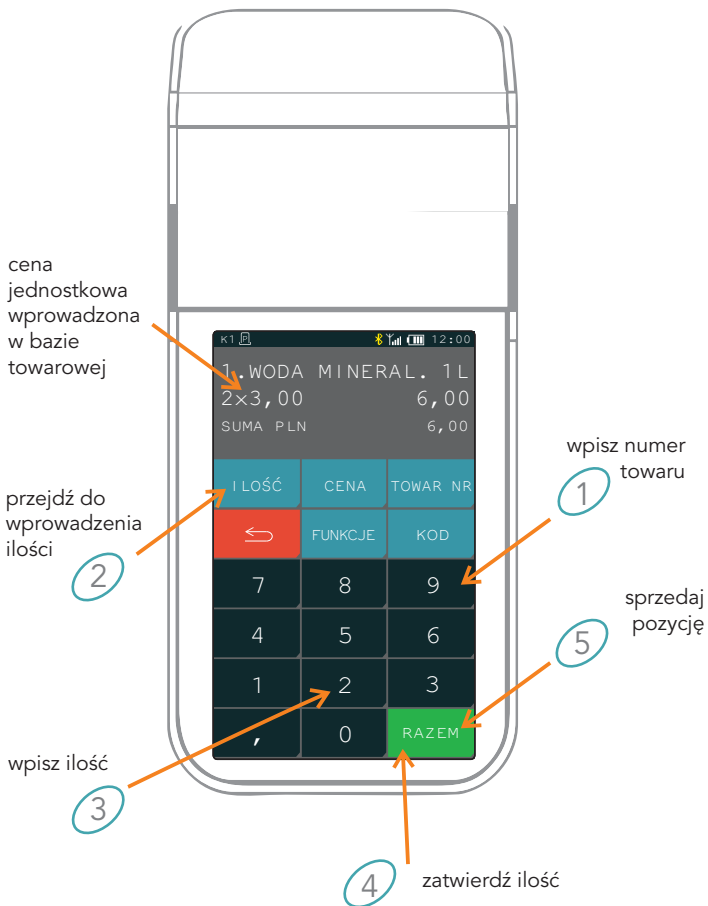 cena
jednostkowa
wprowadzona
w bazie
towarowej
K1 P 12:00
1.WODA MINERAL. 1L
2×3,00 6,00
SUMA PLN 6,00
wpisz numer
towaru
1
ILOŚĆ CENA TOWAR NR
przejdź do
wprowadzenia
ilości
2
FUNKCJE KOD
7 8 9
4 5 6
1 2 3
, 0 RAZEM
sprzedaj
pozycję
5
wpisz ilość
3
4 zatwierdź ilość